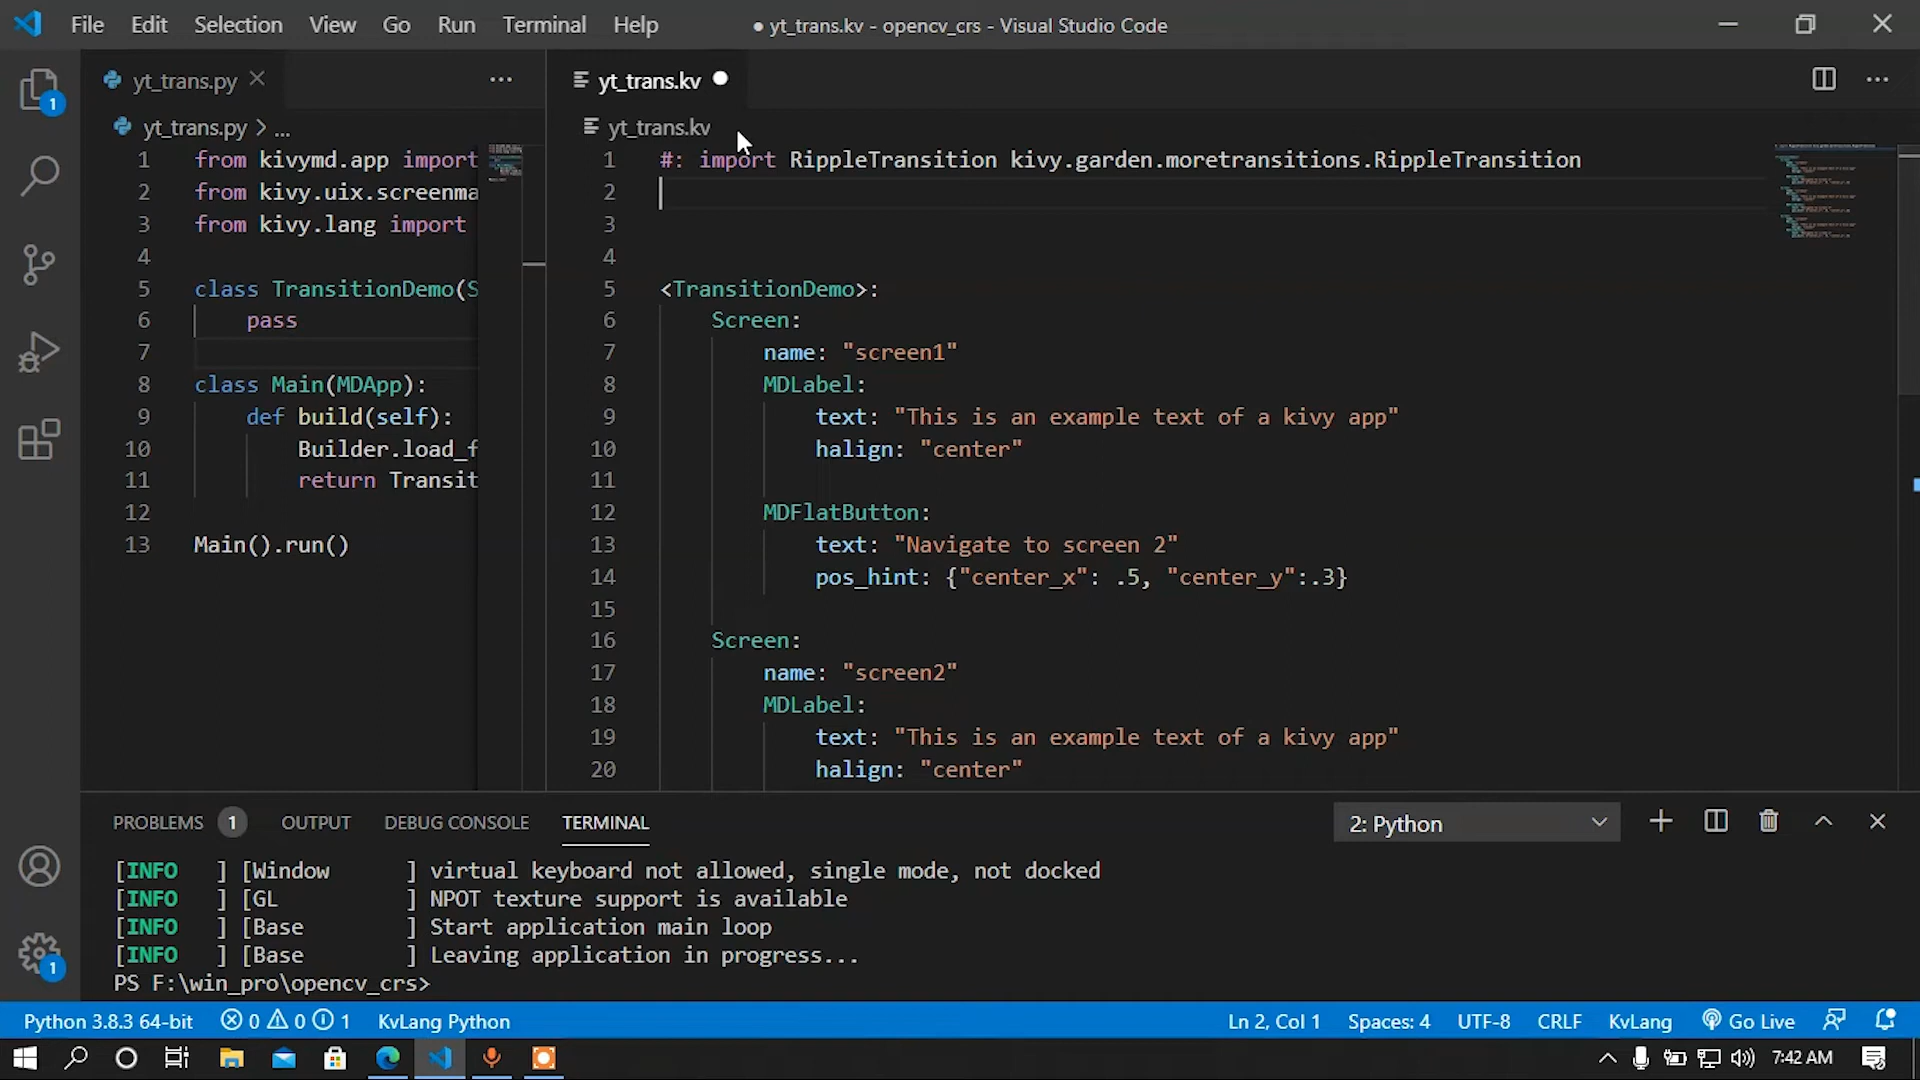 File Edit Selection View Go Run Terminal Help ● yt_trans.kv - opencv_crs - Visual Studio Code
yt_trans.py
yt_trans.py > ...
1 from kivymd.app import
2 from kivy.uix.screenma
3 from kivy.lang import
4
5 class TransitionDemo(S
6 pass
7
8 class Main(MDApp):
9 def build(self):
10 Builder.load_f
11 return Transit
12
13 Main().run()
yt_trans.kv
yt_trans.kv
1 #: import RippleTransition kivy.garden.moretransitions.RippleTransition
2
3
4
5 <TransitionDemo>:
6 Screen:
7 name: "screen1"
8 MDLabel:
9 text: "This is an example text of a kivy app"
10 halign: "center"
11
12 MDFlatButton:
13 text: "Navigate to screen 2"
14 pos_hint: {"center_x": .5, "center_y":.3}
15
16 Screen:
17 name: "screen2"
18 MDLabel:
19 text: "This is an example text of a kivy app"
20 halign: "center"
1
1
PROBLEMS 1 OUTPUT DEBUG CONSOLE TERMINAL 2: Python
[INFO ] [Window ] virtual keyboard not allowed, single mode, not docked
[INFO ] [GL ] NPOT texture support is available
[INFO ] [Base ] Start application main loop
[INFO ] [Base ] Leaving application in progress...
PS F:\win_pro\opencv_crs>
Python 3.8.3 64-bit 0 0 1 KvLang Python Ln 2, Col 1 Spaces: 4 UTF-8 CRLF KvLang Go Live
7:42 AM